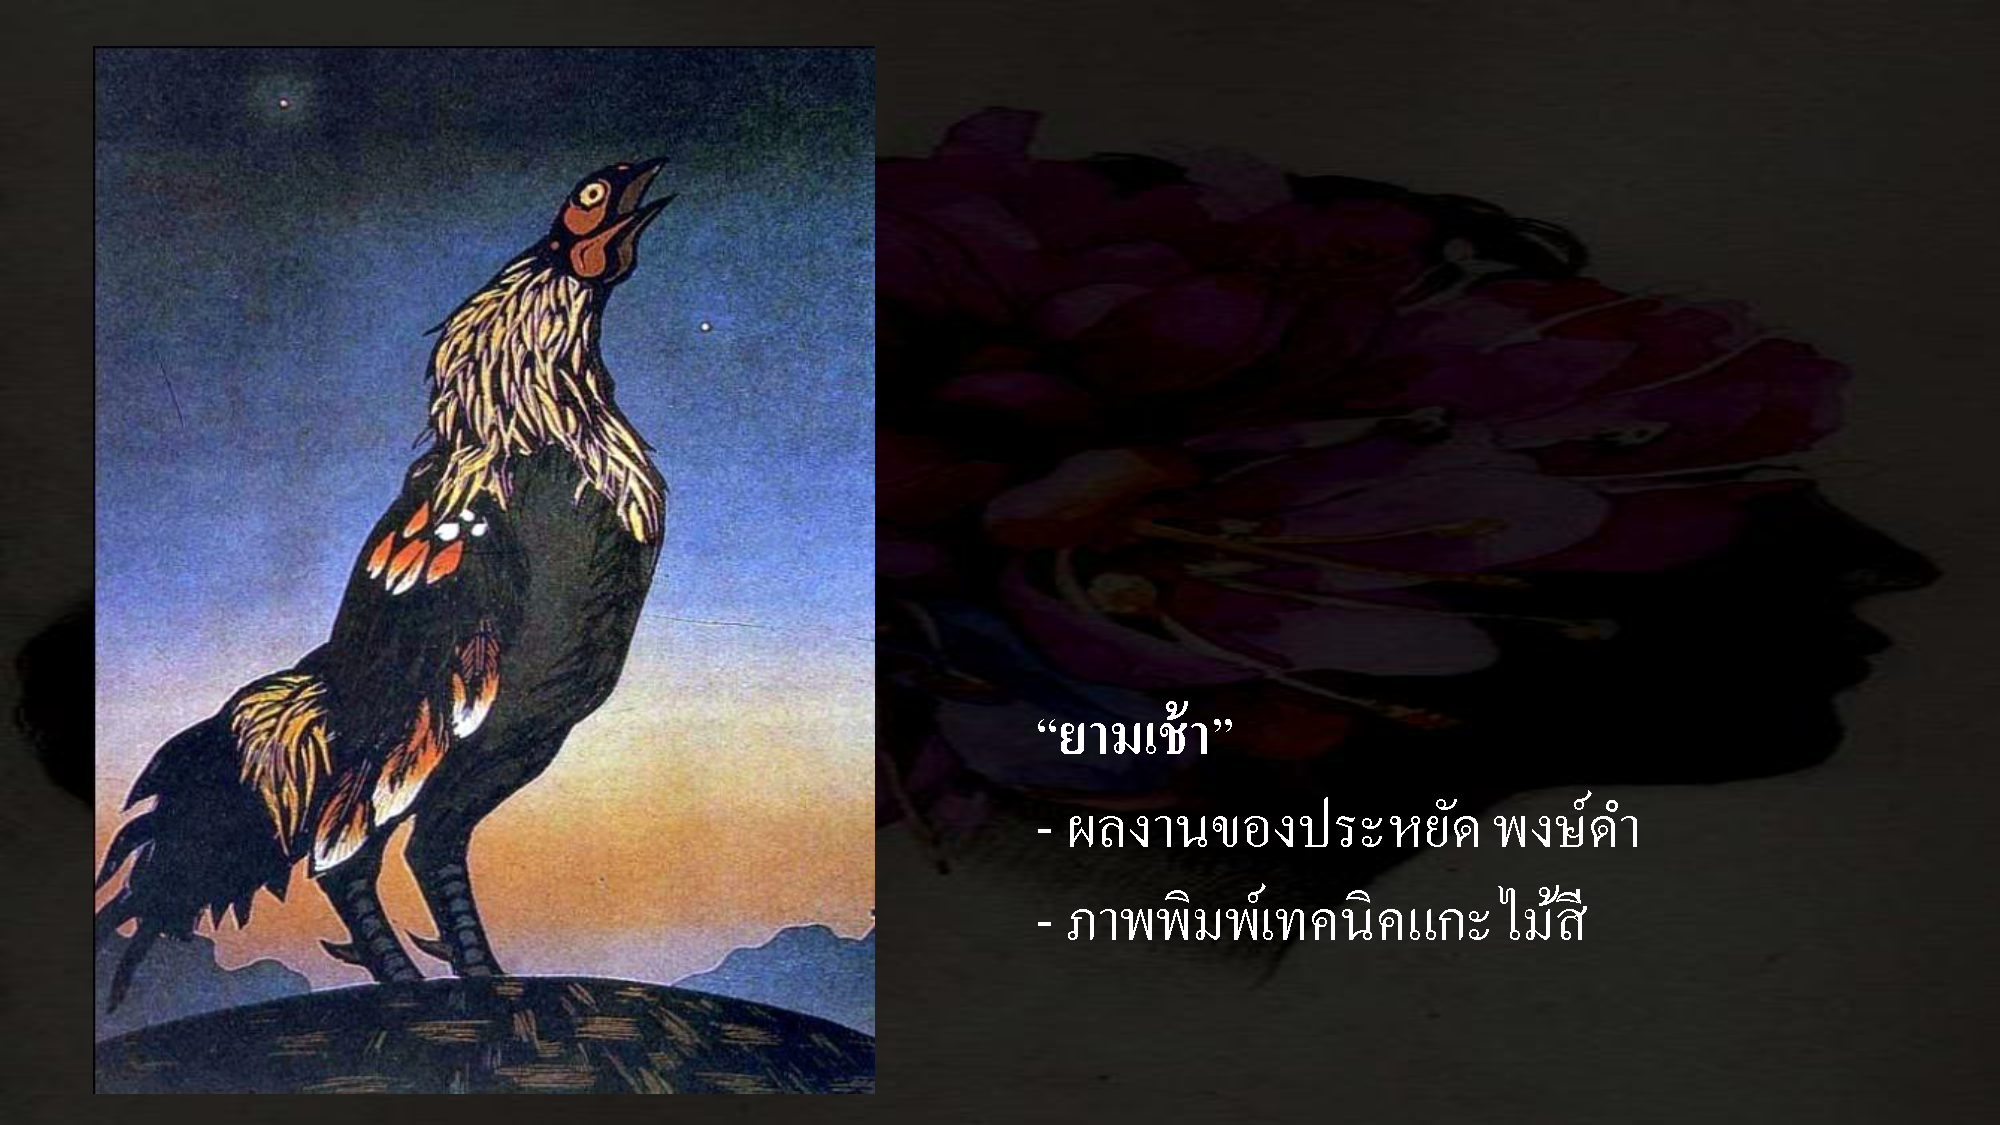 “ยามเช้า”
- ผลงานของประหยัด พงษ์ดำ
- ภาพพิมพ์เทคนิคแกะไม้สี